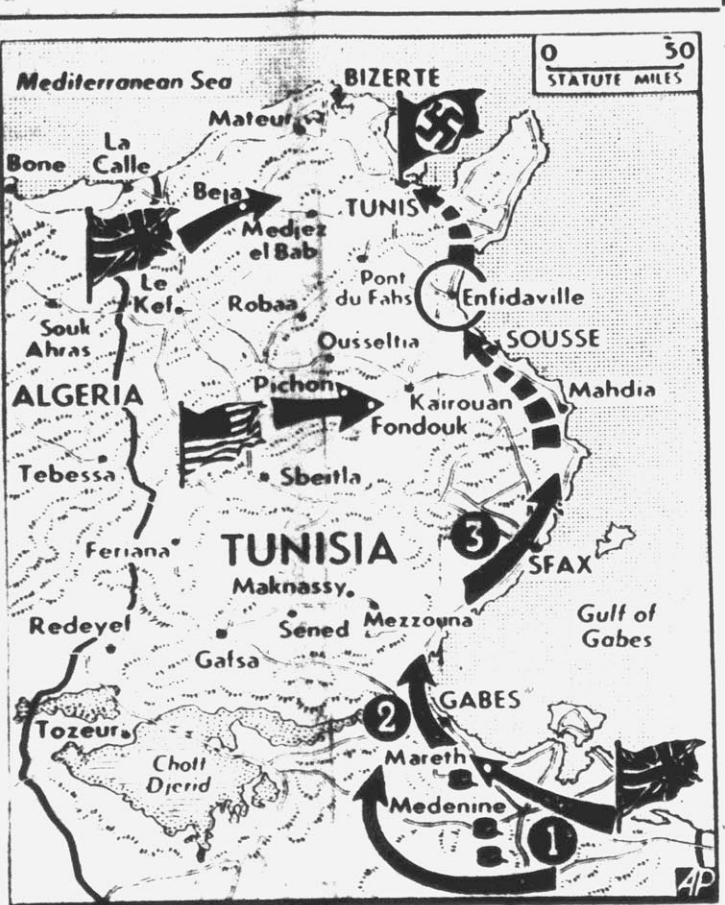 Mediterranean Sea
BIZERTE
0 50
STATUTE MILES
Mateur
La
Calle
Bone
Beja
TUNIS
Medjez
el Bab
Le
Kef
Pont
du Fahs
Enfidaville
Robaa
Souk
Ahras
Ousseltia
SOUSSE
ALGERIA
Pichon
Kairouan
Mahdia
Fondouk
Tebessa
Sbeitla
3
Feriana
TUNISIA
SFAX
Maknassy
Redeyef
Sened
Mezzouna
Gulf of
Gabes
Gafsa
2
GABES
Tozeur
Chott
Djerid
Mareth
Medenine
1
AP